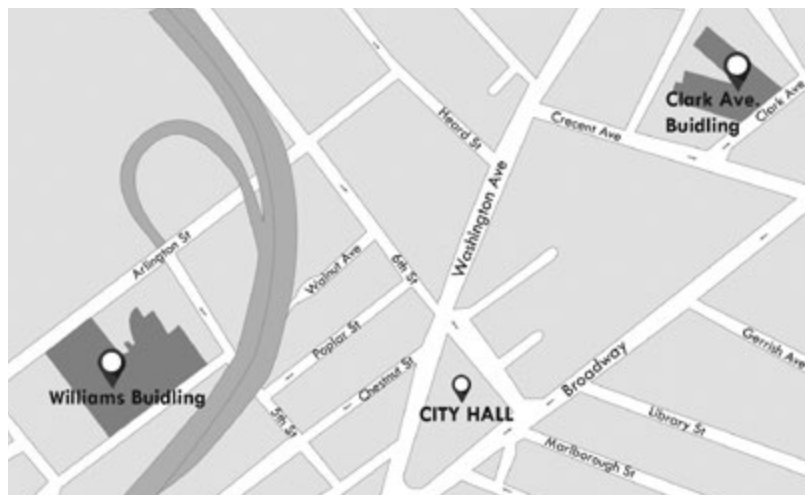 Heard St
Clark Ave.
Buidling
Clark Ave
Crecent Ave
Washington Ave
Arlington St
Walnut Ave
6th St
Poplar St
Broadway
Gerrish Ave
Williams Buidling
Chestnut St
CITY HALL
5th St
Library St
Marlborough St